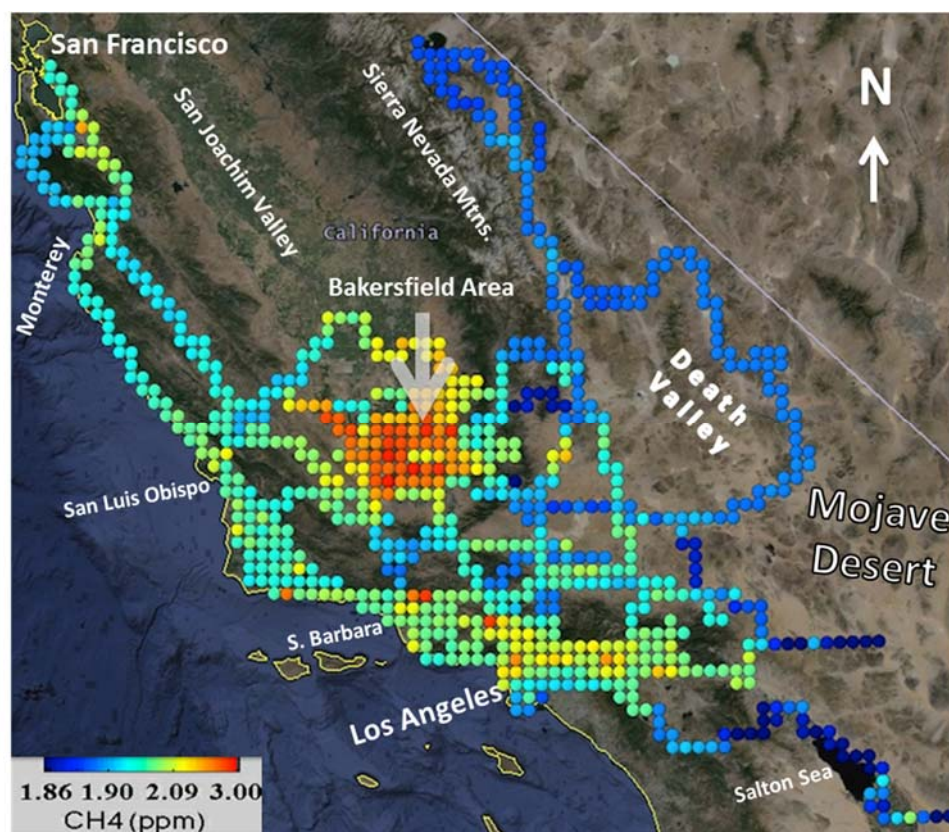 San Francisco
San Joachim Valley
Sierra Nevada Mtns.
N
California
Monterey
Bakersfield Area
Death
Valley
San Luis Obispo
Mojave
Desert
S. Barbara
Los Angeles
Salton Sea
1.86 1.90 2.09 3.00
CH4 (ppm)